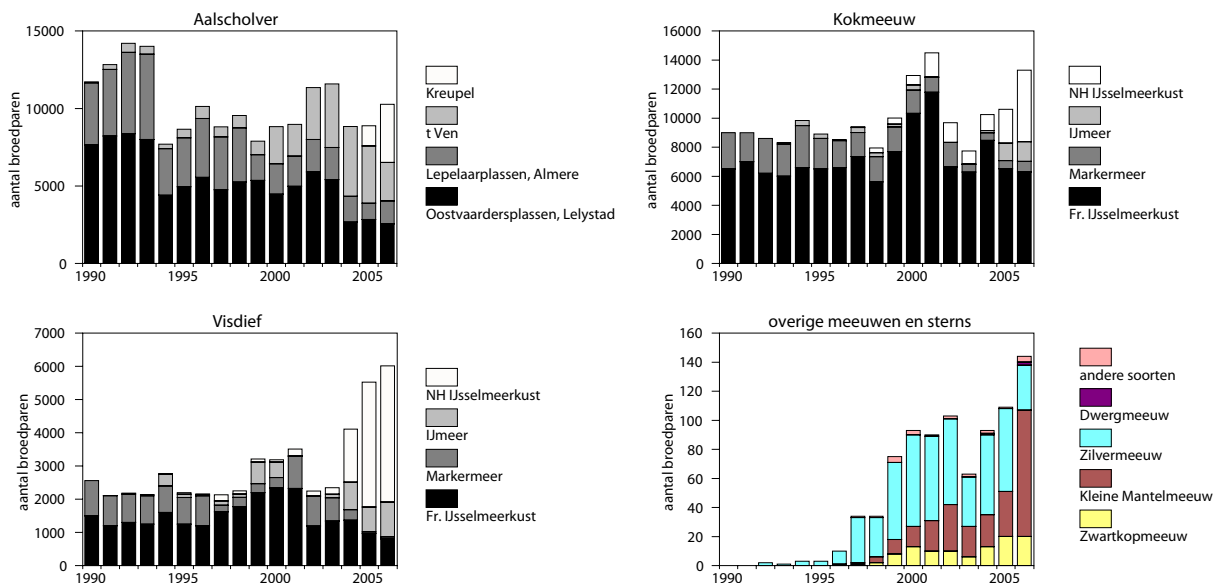 Aalscholver
aantal broedparen
15000
10000
5000
0
1990
1995
2000
2005
Kreupel
t Ven
Lepelaarplassen, Almere
Oostvaardersplassen, Lelystad
Kokmeeuw
aantal broedparen
16000
14000
12000
10000
8000
6000
4000
2000
0
1990
1995
2000
2005
NH IJsselmeerkust
IJmeer
Markermeer
Fr. IJsselmeerkust
Visdief
aantal broedparen
7000
6000
5000
4000
3000
2000
1000
0
1990
1995
2000
2005
NH IJsselmeerkust
IJmeer
Markermeer
Fr. IJsselmeerkust
overige meeuwen en sterns
aantal broedparen
160
140
120
100
80
60
40
20
0
1990
1995
2000
2005
andere soorten
Dwergmeeuw
Zilvermeeuw
Kleine Mantelmeeuw
Zwartkopmeeuw